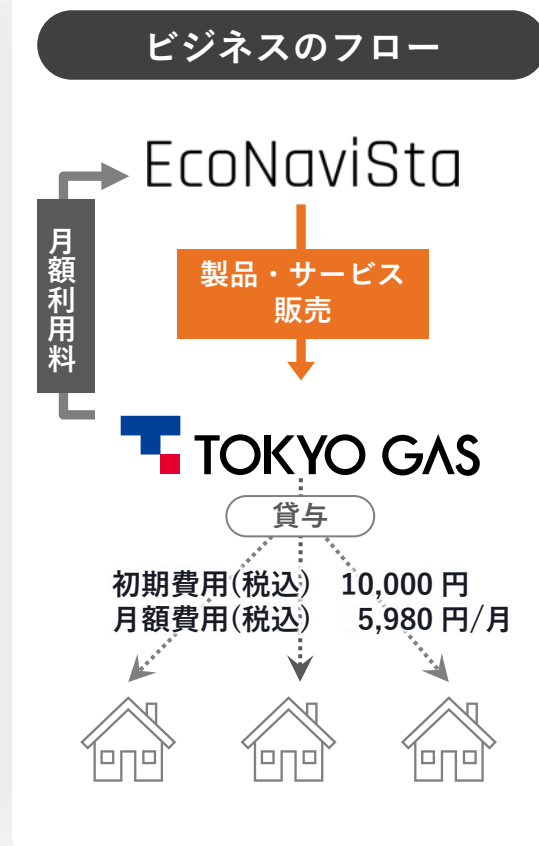 ビジネスのフロー
EcoNaviSta
月額利用料
製品・サービス
販売
TOKYO GAS
貸与
初期費用(税込) 10,000 円
月額費用(税込) 5,980 円/月